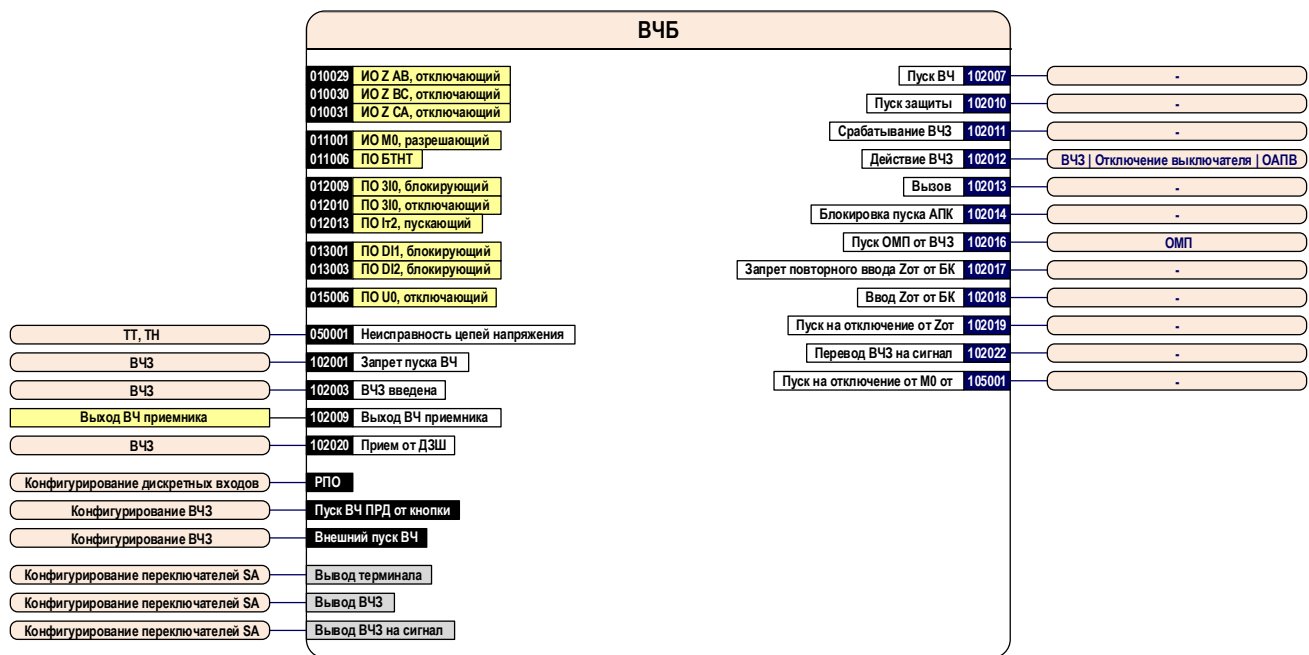 ВЧБ
010029 ИО Z АВ, отключающий
010030 ИО Z ВС, отключающий
010031 ИО Z СА, отключающий
011001 ИО М0, разрешающий
011006 ПО БТНТ
012009 ПО 3I0, блокирующий
012010 ПО 3I0, отключающий
012013 ПО Iт2, пускающий
013001 ПО DI1, блокирующий
013003 ПО DI2, блокирующий
015006 ПО U0, отключающий
ТТ, ТН 050001 Неисправность цепей напряжения
ВЧЗ 102001 Запрет пуска ВЧ
ВЧЗ 102003 ВЧЗ введена
Выход ВЧ приемника 102009 Выход ВЧ приемника
ВЧЗ 102020 Прием от ДЗШ
Конфигурирование дискретных входов РПО
Конфигурирование ВЧЗ Пуск ВЧ ПРД от кнопки
Конфигурирование ВЧЗ Внешний пуск ВЧ
Конфигурирование переключателей SA Вывод терминала
Конфигурирование переключателей SA Вывод ВЧЗ
Конфигурирование переключателей SA Вывод ВЧЗ на сигнал
Пуск ВЧ 102007 -
Пуск защиты 102010 -
Срабатывание ВЧЗ 102011 -
Действие ВЧЗ 102012 ВЧЗ | Отключение выключателя | ОАПВ
Вызов 102013 -
Блокировка пуска АПК 102014 -
Пуск ОМП от ВЧЗ 102016 ОМП
Запрет повторного ввода Zот от БК 102017 -
Ввод Zот от БК 102018 -
Пуск на отключение от Zот 102019 -
Перевод ВЧЗ на сигнал 102022 -
Пуск на отключение от М0 от 105001 -